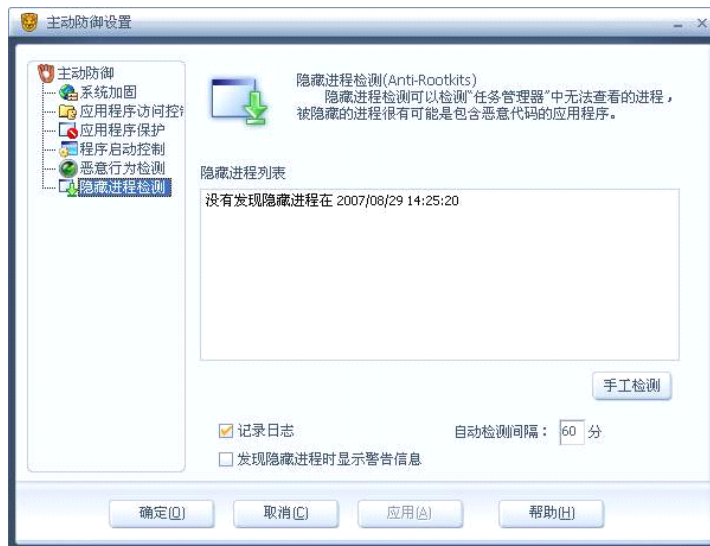 主动防御设置
主动防御
系统加固
应用程序访问控制
应用程序保护
程序启动控制
恶意行为检测
隐藏进程检测
隐藏进程检测(Anti-Rootkits)
隐藏进程检测可以检测“任务管理器”中无法查看的进程，
被隐藏的进程很有可能是包含恶意代码的应用程序。
隐藏进程列表
没有发现隐藏进程在 2007/08/29 14:25:20
手工检测
记录日志
自动检测间隔： 60 分
发现隐藏进程时显示警告信息
确定(O) 取消(C) 应用(A) 帮助(H)